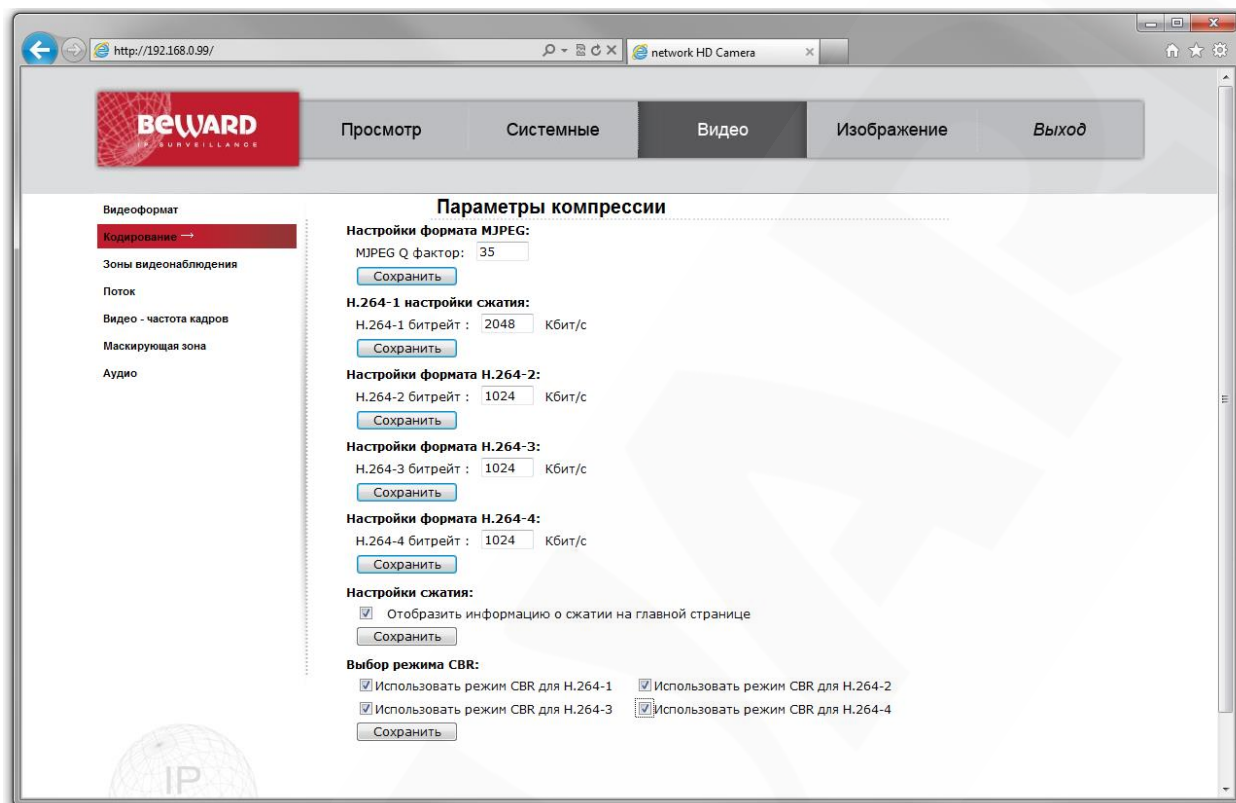 http://192.168.0.99/
network HD Camera
BEWARD
IP SURVEILLANCE
Просмотр
Системные
Видео
Изображение
Выход
Видеоформат
Кодирование →
Зоны видеонаблюдения
Поток
Видео - частота кадров
Маскирующая зона
Аудио
Параметры компрессии
Настройки формата MJPEG:
MJPEG Q фактор: 35
Сохранить
H.264-1 настройки сжатия:
H.264-1 битрейт : 2048 Кбит/с
Сохранить
Настройки формата H.264-2:
H.264-2 битрейт : 1024 Кбит/с
Сохранить
Настройки формата H.264-3:
H.264-3 битрейт : 1024 Кбит/с
Сохранить
Настройки формата H.264-4:
H.264-4 битрейт : 1024 Кбит/с
Сохранить
Настройки сжатия:
Отобразить информацию о сжатии на главной странице
Сохранить
Выбор режима CBR:
Использовать режим CBR для H.264-1 Использовать режим CBR для H.264-2
Использовать режим CBR для H.264-3 Использовать режим CBR для H.264-4
Сохранить
IP